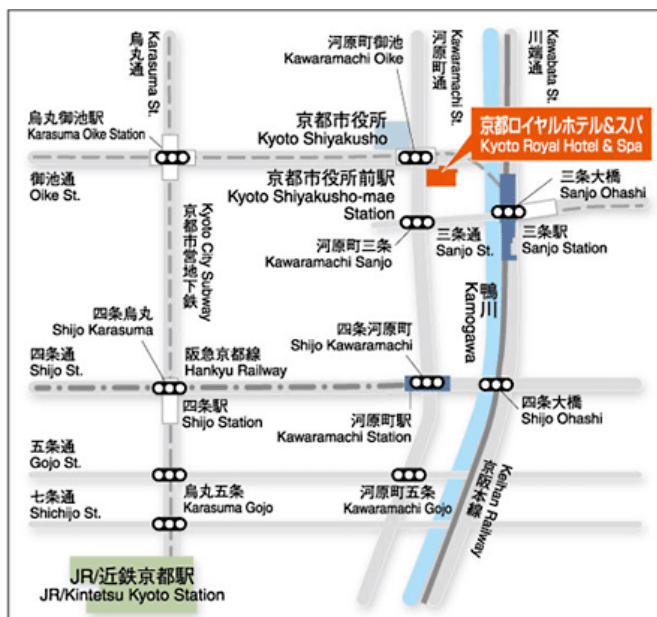 烏丸通
Karasuma St.
河原町御池
Kawaramachi Oike
河原町通
Kawaramachi St.
川端通
Kawabata St.
烏丸御池駅
Karasuma Oike Station
京都市役所
Kyoto Shiyakusho
京都ロイヤルホテル&スパ
Kyoto Royal Hotel & Spa
御池通
Oike St.
京都市役所前駅
Kyoto Shiyakusho-mae
Station
三条大橋
Sanjo Ohashi
京都市営地下鉄
Kyoto City Subway
河原町三条
Kawaramachi Sanjo
三条通
Sanjo St.
三条駅
Sanjo Station
鴨川
Kamogawa
四条烏丸
Shijo Karasuma
四条河原町
Shijo Kawaramachi
四条通
Shijo St.
阪急京都線
Hankyu Railway
四条駅
Shijo Station
河原町駅
Kawaramachi Station
四条大橋
Shijo Ohashi
五条通
Gojo St.
烏丸五条
Karasuma Gojo
河原町五条
Kawaramachi Gojo
京阪本線
Keihan Railway
七条通
Shichijo St.
JR/近鉄京都駅
JR/Kintetsu Kyoto Station